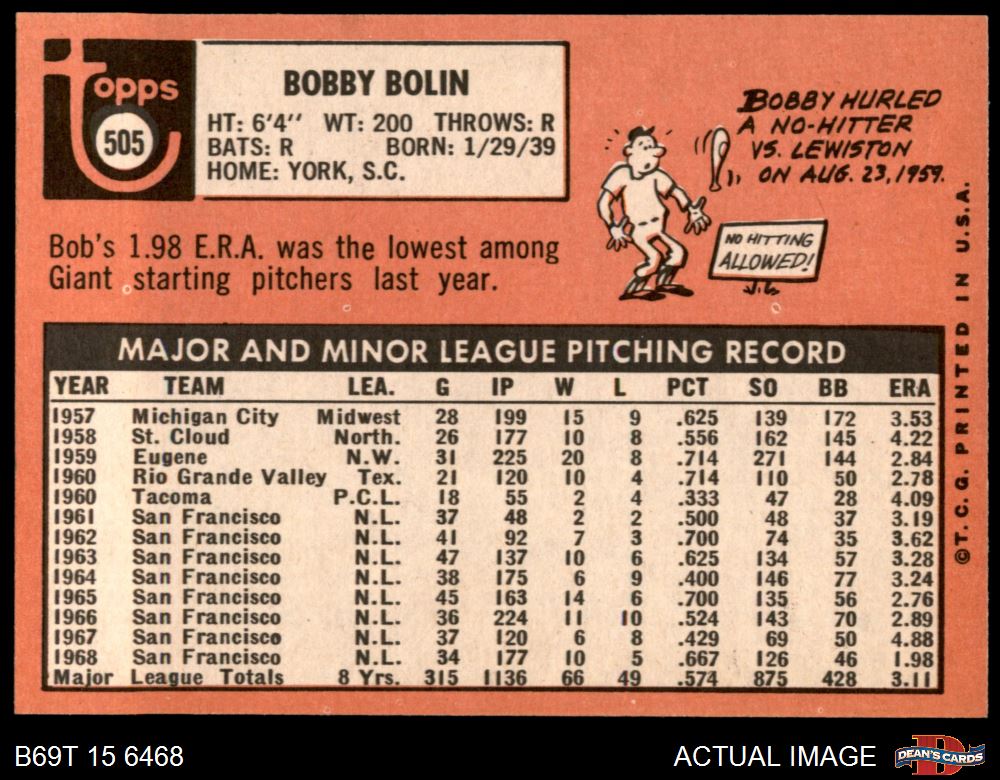 Topps
505
BOBBY BOLIN
HT: 6'4" WT: 200 THROWS: R
BATS: R BORN: 1/29/39
HOME: YORK, S.C.
BOBBY HURLED
A NO-HITTER
VS. LEWISTON
ON AUG. 23, 1959.
NO HITTING
ALLOWED!
Bob's 1.98 E.R.A. was the lowest among
Giant starting pitchers last year.
MAJOR AND MINOR LEAGUE PITCHING RECORD
YEAR TEAM LEA. G IP W L PCT SO BB ERA
1957 Michigan City Midwest 28 199 15 9 .625 139 172 3.53
1958 St. Cloud North. 26 177 10 8 .556 162 145 4.22
1959 Eugene N.W. 31 225 20 8 .714 271 144 2.84
1960 Rio Grande Valley Tex. 21 120 10 4 .714 110 50 2.78
1960 Tacoma P.C.L. 18 55 2 4 .333 47 28 4.09
1961 San Francisco N.L. 37 48 2 2 .500 48 37 3.19
1962 San Francisco N.L. 41 92 7 3 .700 74 35 3.62
1963 San Francisco N.L. 47 137 10 6 .625 134 57 3.28
1964 San Francisco N.L. 38 175 6 9 .400 146 77 3.24
1965 San Francisco N.L. 45 163 14 6 .700 135 56 2.76
1966 San Francisco N.L. 36 224 11 10 .524 143 70 2.89
1967 San Francisco N.L. 37 120 6 8 .429 69 50 4.88
1968 San Francisco N.L. 34 177 10 5 .667 126 46 1.98
Major League Totals 8 Yrs. 315 1136 66 49 .574 875 428 3.11
©T. C. G. PRINTED IN U.S.A.
B69T 15 6468
ACTUAL IMAGE
DEAN'S CARDS